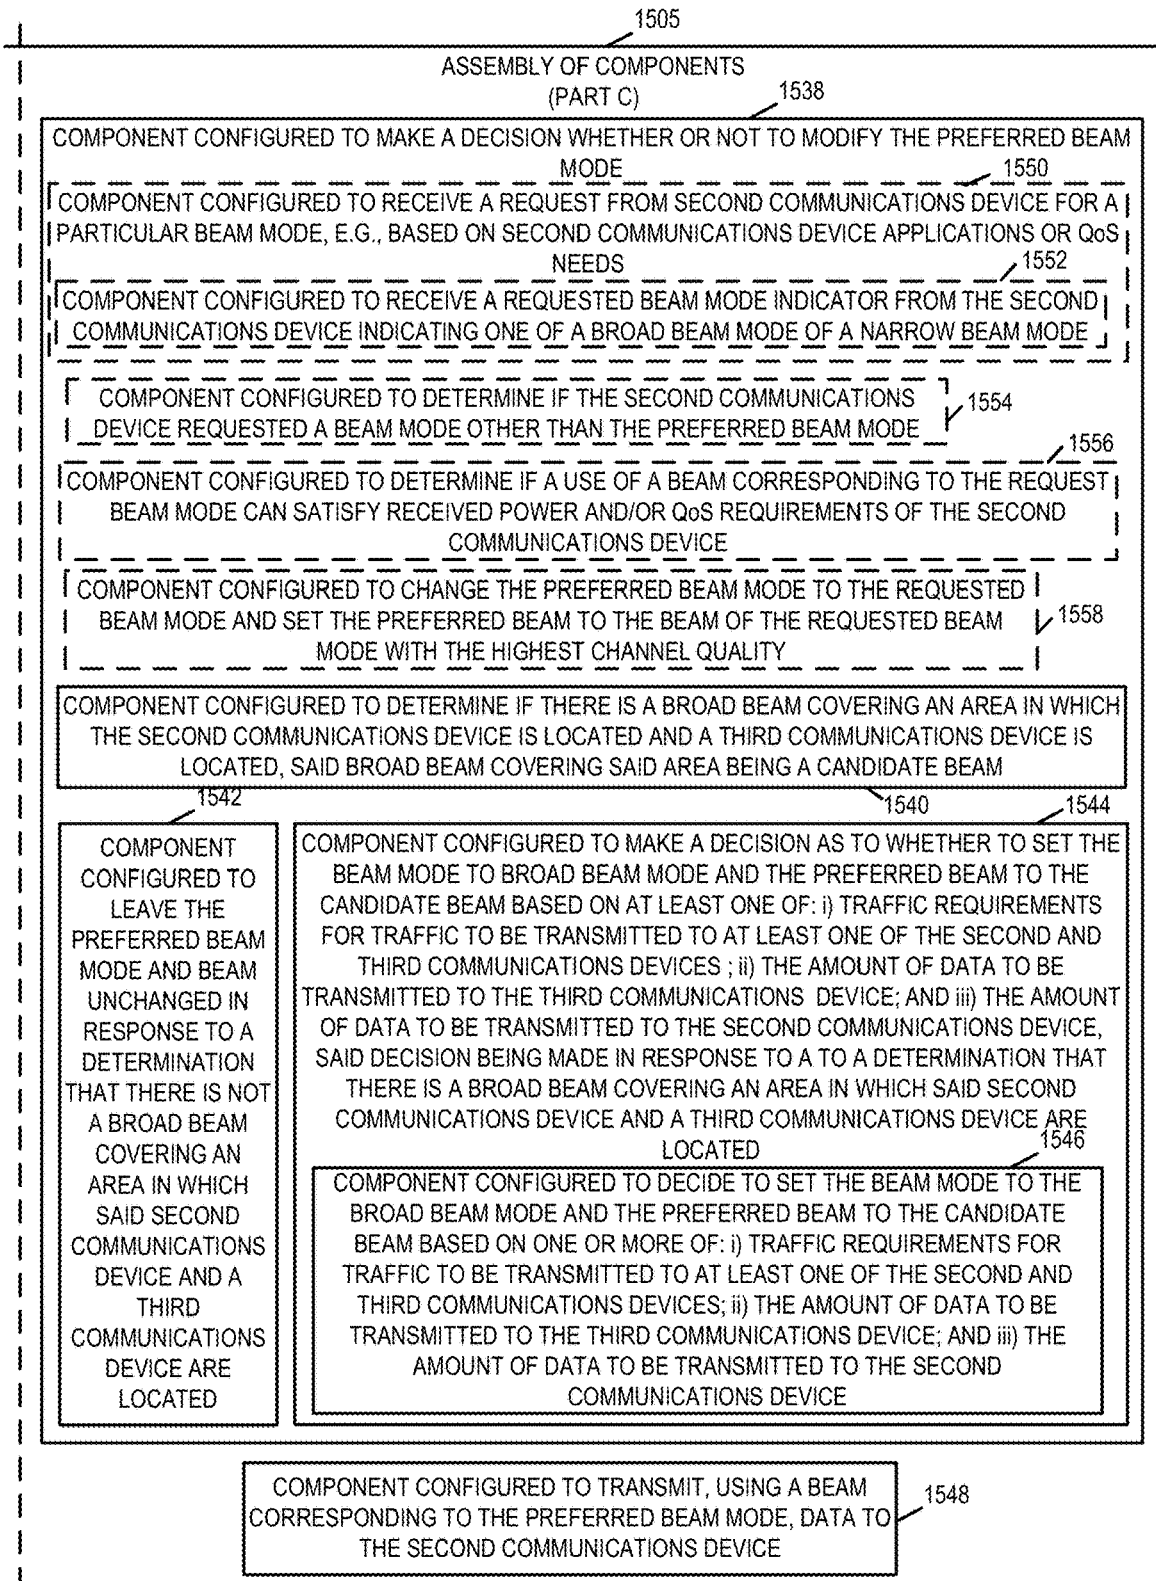 1505
ASSEMBLY OF COMPONENTS
(PART C)
1538
COMPONENT CONFIGURED TO MAKE A DECISION WHETHER OR NOT TO MODIFY THE PREFERRED BEAM
MODE
1550
COMPONENT CONFIGURED TO RECEIVE A REQUEST FROM SECOND COMMUNICATIONS DEVICE FOR A
PARTICULAR BEAM MODE, E.G., BASED ON SECOND COMMUNICATIONS DEVICE APPLICATIONS OR QoS
NEEDS
1552
COMPONENT CONFIGURED TO RECEIVE A REQUESTED BEAM MODE INDICATOR FROM THE SECOND
COMMUNICATIONS DEVICE INDICATING ONE OF A BROAD BEAM MODE OF A NARROW BEAM MODE
COMPONENT CONFIGURED TO DETERMINE IF THE SECOND COMMUNICATIONS
DEVICE REQUESTED A BEAM MODE OTHER THAN THE PREFERRED BEAM MODE
1554
1556
COMPONENT CONFIGURED TO DETERMINE IF A USE OF A BEAM CORRESPONDING TO THE REQUEST
BEAM MODE CAN SATISFY RECEIVED POWER AND/OR QoS REQUIREMENTS OF THE SECOND
COMMUNICATIONS DEVICE
COMPONENT CONFIGURED TO CHANGE THE PREFERRED BEAM MODE TO THE REQUESTED
BEAM MODE AND SET THE PREFERRED BEAM TO THE BEAM OF THE REQUESTED BEAM
MODE WITH THE HIGHEST CHANNEL QUALITY
1558
COMPONENT CONFIGURED TO DETERMINE IF THERE IS A BROAD BEAM COVERING AN AREA IN WHICH
THE SECOND COMMUNICATIONS DEVICE IS LOCATED AND A THIRD COMMUNICATIONS DEVICE IS
LOCATED, SAID BROAD BEAM COVERING SAID AREA BEING A CANDIDATE BEAM
1540
1542
COMPONENT
CONFIGURED TO
LEAVE THE
PREFERRED BEAM
MODE AND BEAM
UNCHANGED IN
RESPONSE TO A
DETERMINATION
THAT THERE IS NOT
A BROAD BEAM
COVERING AN
AREA IN WHICH
SAID SECOND
COMMUNICATIONS
DEVICE AND A
THIRD
COMMUNICATIONS
DEVICE ARE
LOCATED
1544
COMPONENT CONFIGURED TO MAKE A DECISION AS TO WHETHER TO SET THE
BEAM MODE TO BROAD BEAM MODE AND THE PREFERRED BEAM TO THE
CANDIDATE BEAM BASED ON AT LEAST ONE OF: i) TRAFFIC REQUIREMENTS
FOR TRAFFIC TO BE TRANSMITTED TO AT LEAST ONE OF THE SECOND AND
THIRD COMMUNICATIONS DEVICES ; ii) THE AMOUNT OF DATA TO BE
TRANSMITTED TO THE THIRD COMMUNICATIONS DEVICE; AND iii) THE AMOUNT
OF DATA TO BE TRANSMITTED TO THE SECOND COMMUNICATIONS DEVICE,
SAID DECISION BEING MADE IN RESPONSE TO A TO A DETERMINATION THAT
THERE IS A BROAD BEAM COVERING AN AREA IN WHICH SAID SECOND
COMMUNICATIONS DEVICE AND A THIRD COMMUNICATIONS DEVICE ARE
LOCATED
1546
COMPONENT CONFIGURED TO DECIDE TO SET THE BEAM MODE TO THE
BROAD BEAM MODE AND THE PREFERRED BEAM TO THE CANDIDATE
BEAM BASED ON ONE OR MORE OF: i) TRAFFIC REQUIREMENTS FOR
TRAFFIC TO BE TRANSMITTED TO AT LEAST ONE OF THE SECOND AND
THIRD COMMUNICATIONS DEVICES; ii) THE AMOUNT OF DATA TO BE
TRANSMITTED TO THE THIRD COMMUNICATIONS DEVICE; AND iii) THE
AMOUNT OF DATA TO BE TRANSMITTED TO THE SECOND
COMMUNICATIONS DEVICE
COMPONENT CONFIGURED TO TRANSMIT, USING A BEAM
CORRESPONDING TO THE PREFERRED BEAM MODE, DATA TO
THE SECOND COMMUNICATIONS DEVICE
1548